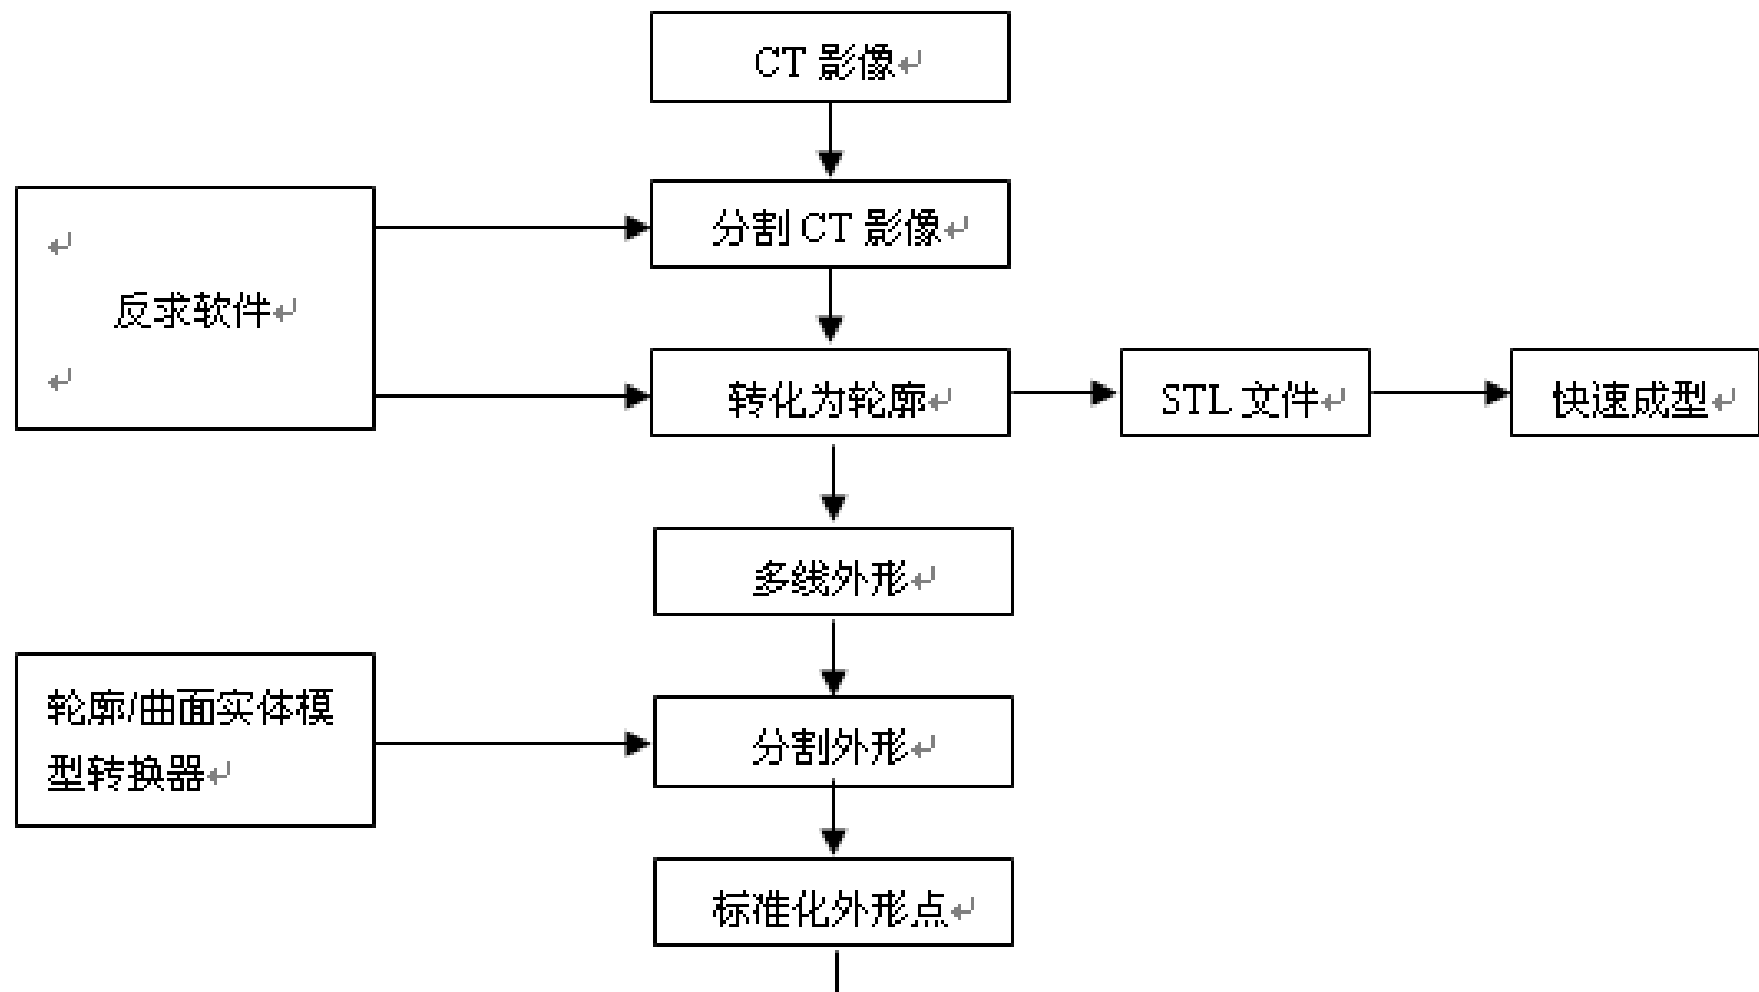 CT 影像
分割 CT 影像
反求软件
转化为轮廓
STL 文件
快速成型
多线外形
轮廓/曲面实体模
型转换器
分割外形
标准化外形点